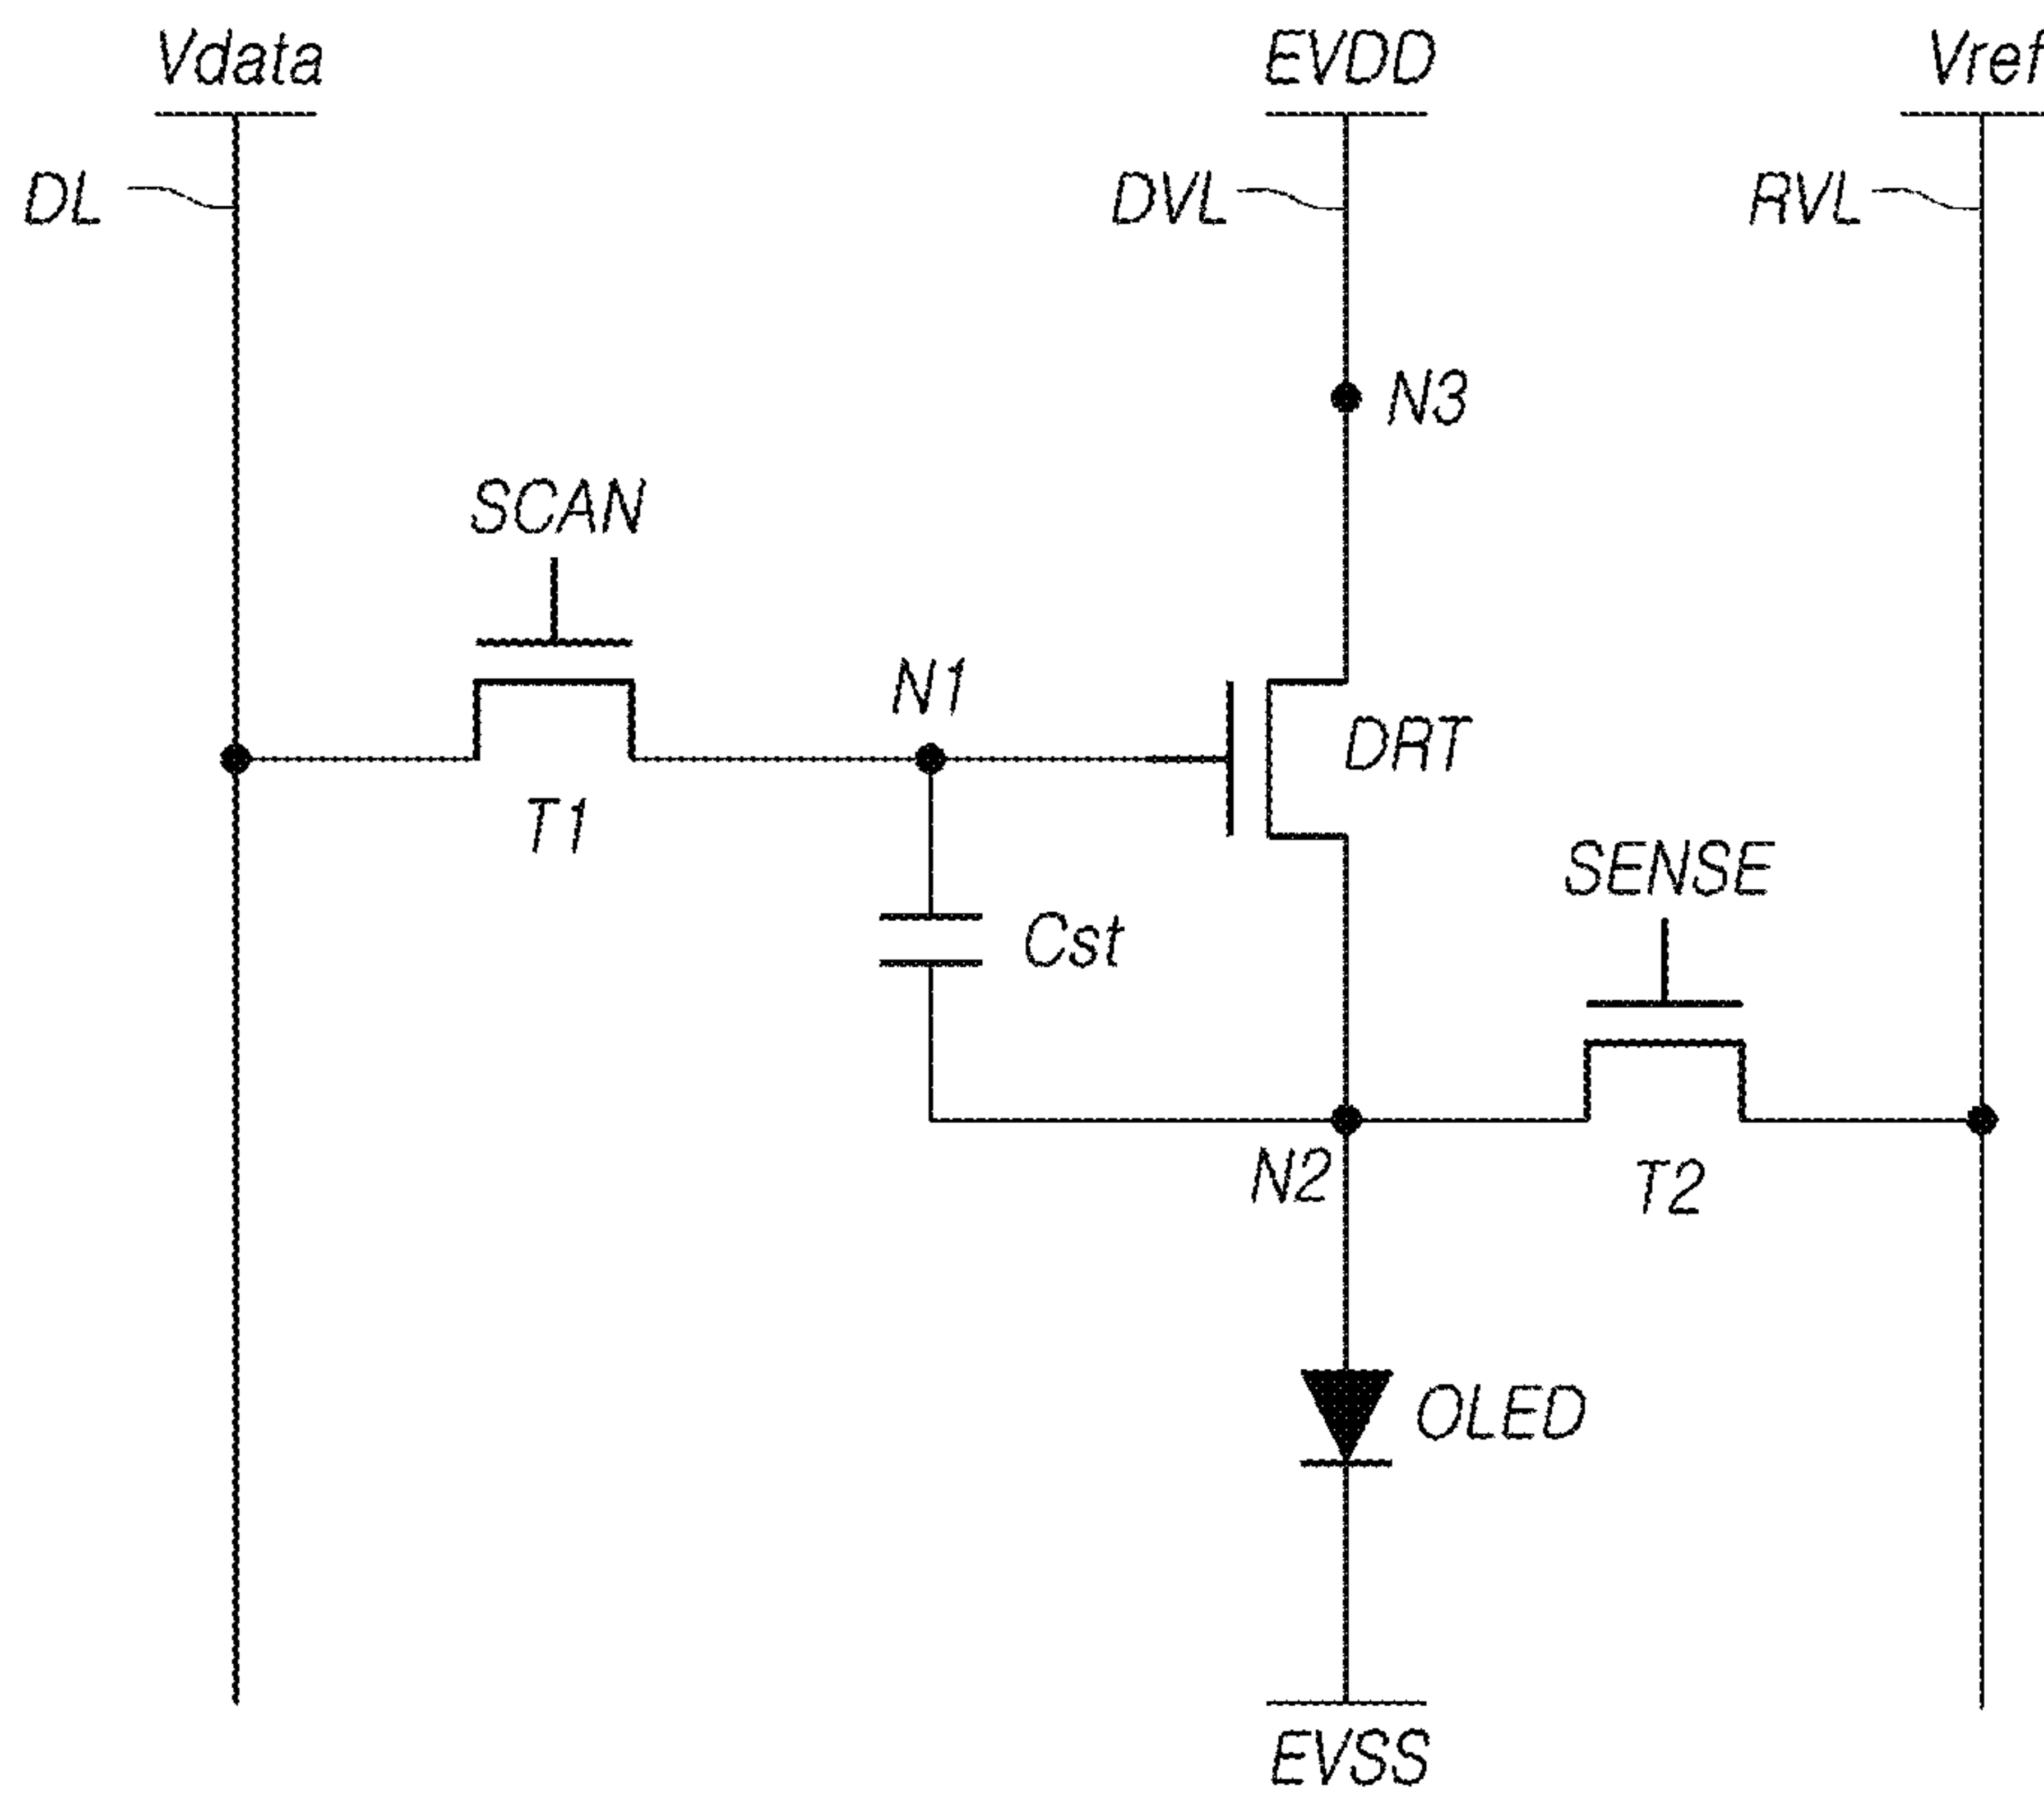 Vdata
EVDD
Vref
DL
DVL
RVL
N3
SCAN
N1
DRT
T1
SENSE
Cst
N2
T2
OLED
EVSS